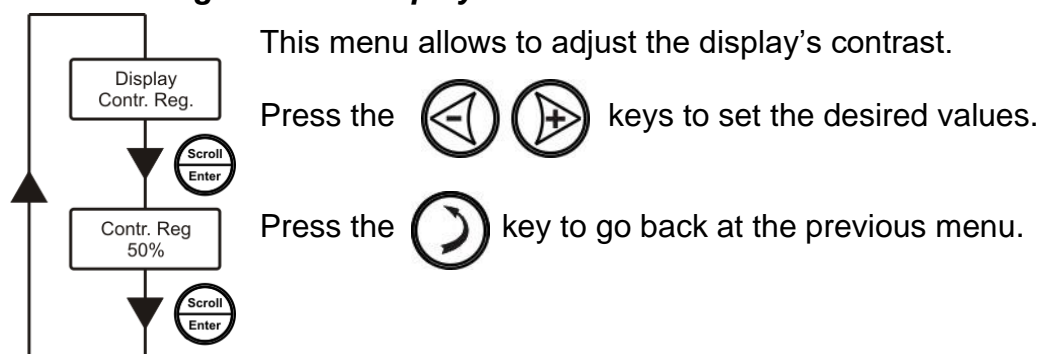 This menu allows to adjust the display's contrast.
Display
Contr. Reg.
Press the - + keys to set the desired values.
Scroll
Enter
Contr. Reg
50%
Press the key to go back at the previous menu.
Scroll
Enter